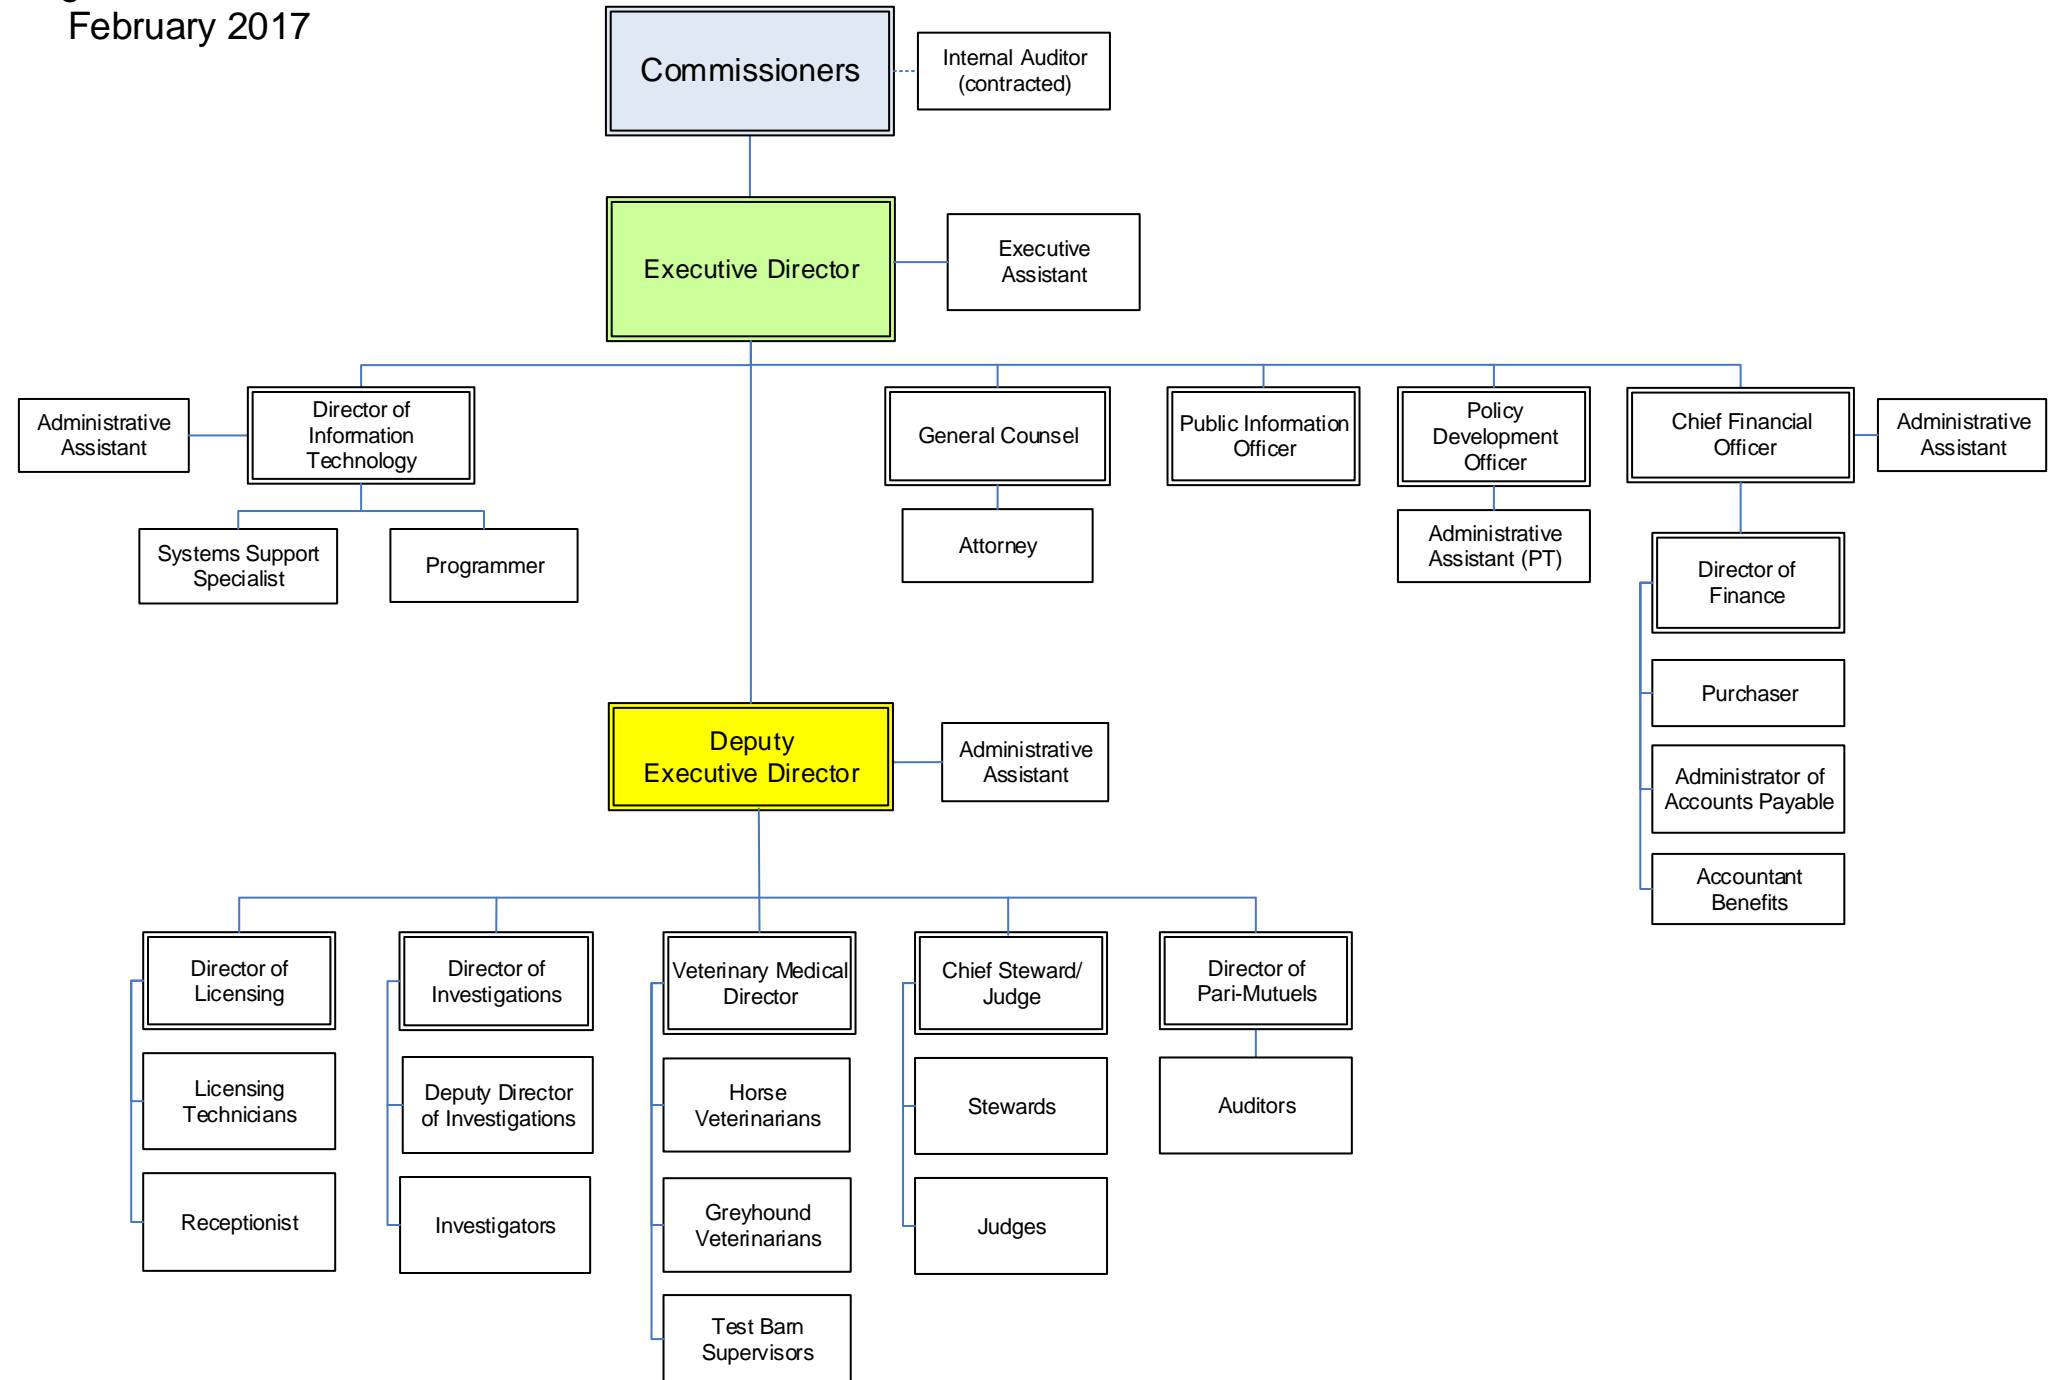 February 2017
Commissioners
Internal Auditor
(contracted)
Executive Director
Executive
Assistant
Administrative
Assistant
Director of
Information
Technology
General Counsel
Public Information
Officer
Policy
Development
Officer
Chief Financial
Officer
Administrative
Assistant
Systems Support
Specialist
Programmer
Attorney
Administrative
Assistant (PT)
Director of
Finance
Purchaser
Administrator of
Accounts Payable
Accountant
Benefits
Deputy
Executive Director
Administrative
Assistant
Director of
Licensing
Director of
Investigations
Veterinary Medical
Director
Chief Steward/
Judge
Director of
Pari-Mutuels
Licensing
Technicians
Deputy Director
of Investigations
Horse
Veterinarians
Stewards
Auditors
Receptionist
Investigators
Greyhound
Veterinarians
Judges
Test Barn
Supervisors